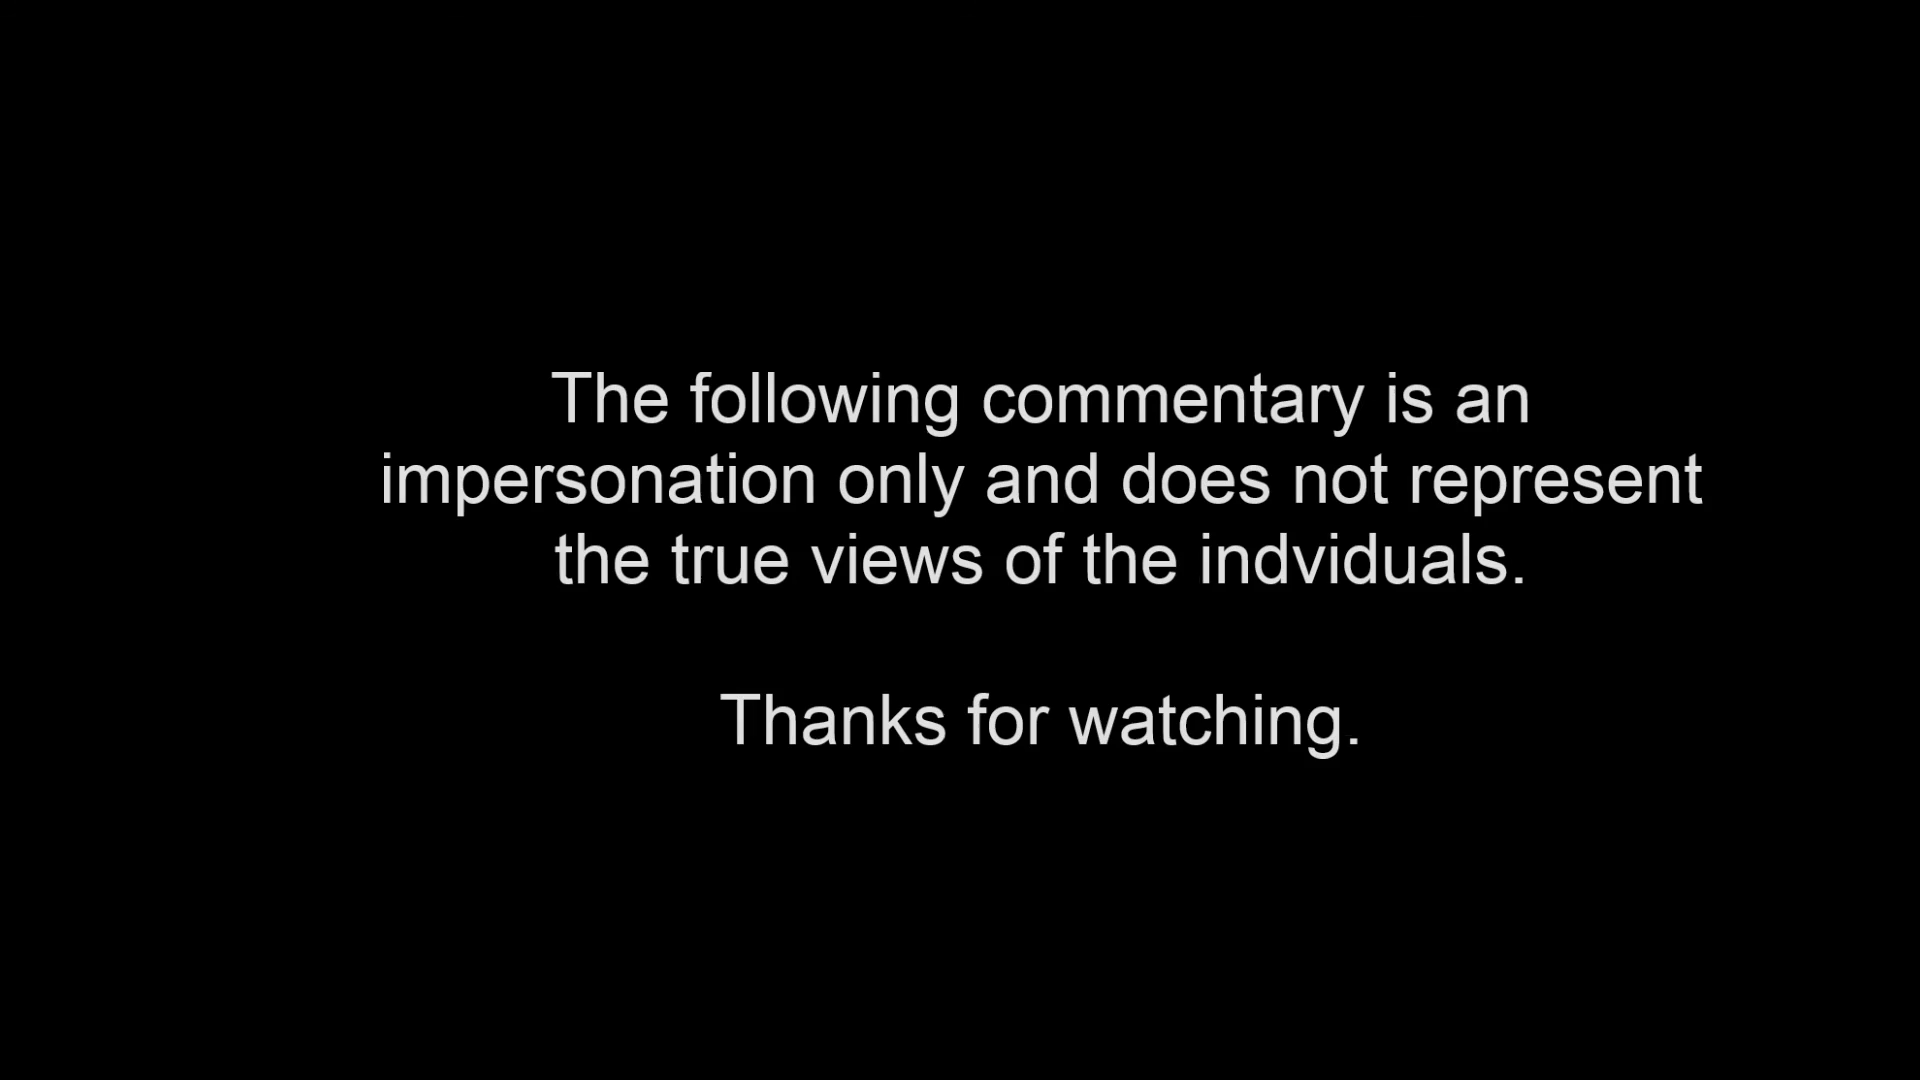 The following commentary is an
impersonation only and does not represent
the true views of the indviduals.
Thanks for watching.